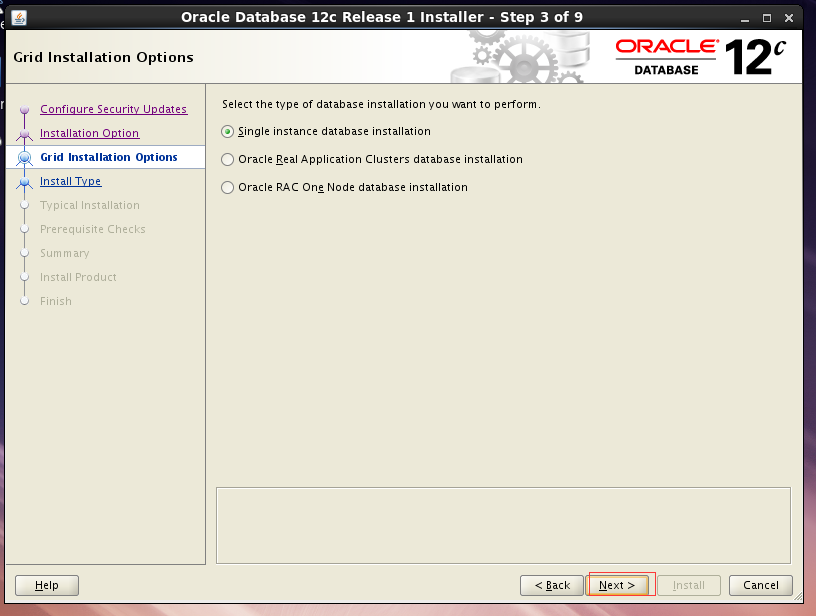 Oracle Database 12c Release 1 Installer - Step 3 of 9
Grid Installation Options
ORACLE®
DATABASE
12c
Configure Security Updates
Installation Option
Grid Installation Options
Install Type
Typical Installation
Prerequisite Checks
Summary
Install Product
Finish
Select the type of database installation you want to perform.
Single instance database installation
Oracle Real Application Clusters database installation
Oracle RAC One Node database installation
Help
< Back
Next >
Install
Cancel